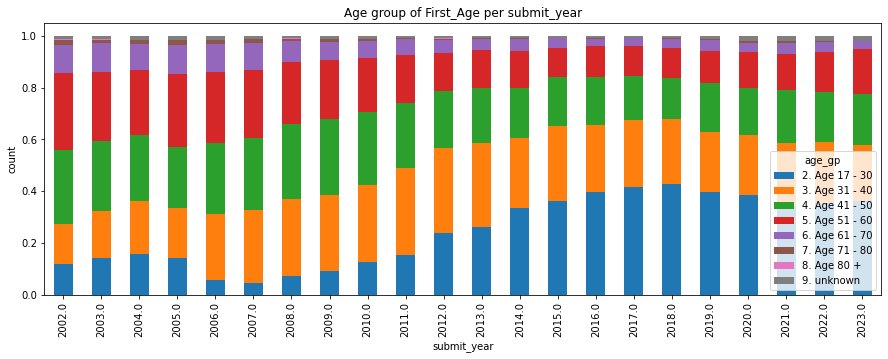 Age group of First_Age per submit_year
count
1.0
0.8
0.6
0.4
0.2
0.0
age_gp
2. Age 17 - 30
3. Age 31 - 40
4. Age 41 - 50
5. Age 51 - 60
6. Age 61 - 70
7. Age 71 - 80
8. Age 80 +
9. unknown
2002.0
2003.0
2004.0
2005.0
2006.0
2007.0
2008.0
2009.0
2010.0
2011.0
2012.0
2013.0
2014.0
2015.0
2016.0
2017.0
2018.0
2019.0
2020.0
2021.0
2022.0
2023.0
submit_year